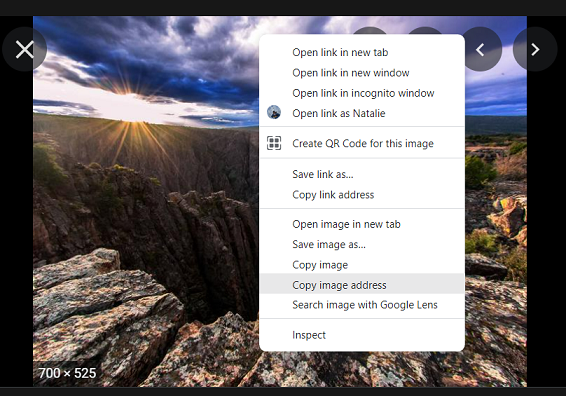 Open link in new tab
Open link in new window
Open link in incognito window
Open link as Natalie
Create QR Code for this image
Save link as...
Copy link address
Open image in new tab
Save image as...
Copy image
Copy image address
Search image with Google Lens
Inspect
700 × 525